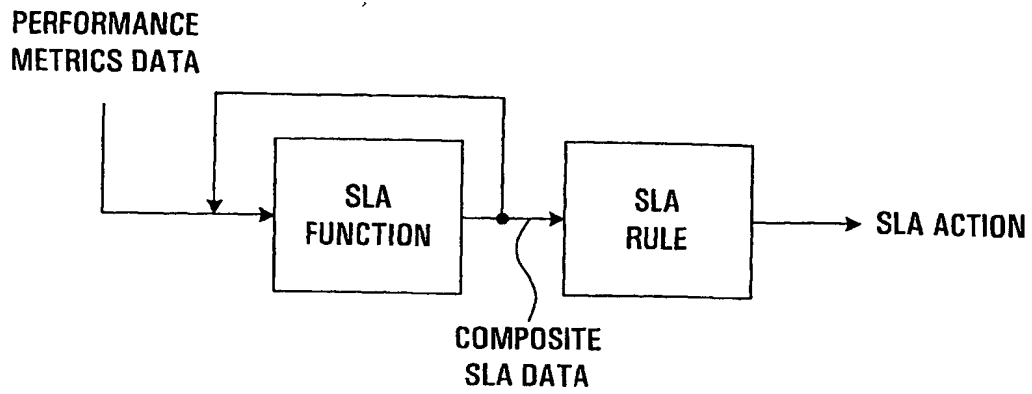 PERFORMANCE
METRICS DATA
SLA
FUNCTION
SLA
RULE
SLA ACTION
COMPOSITE
SLA DATA